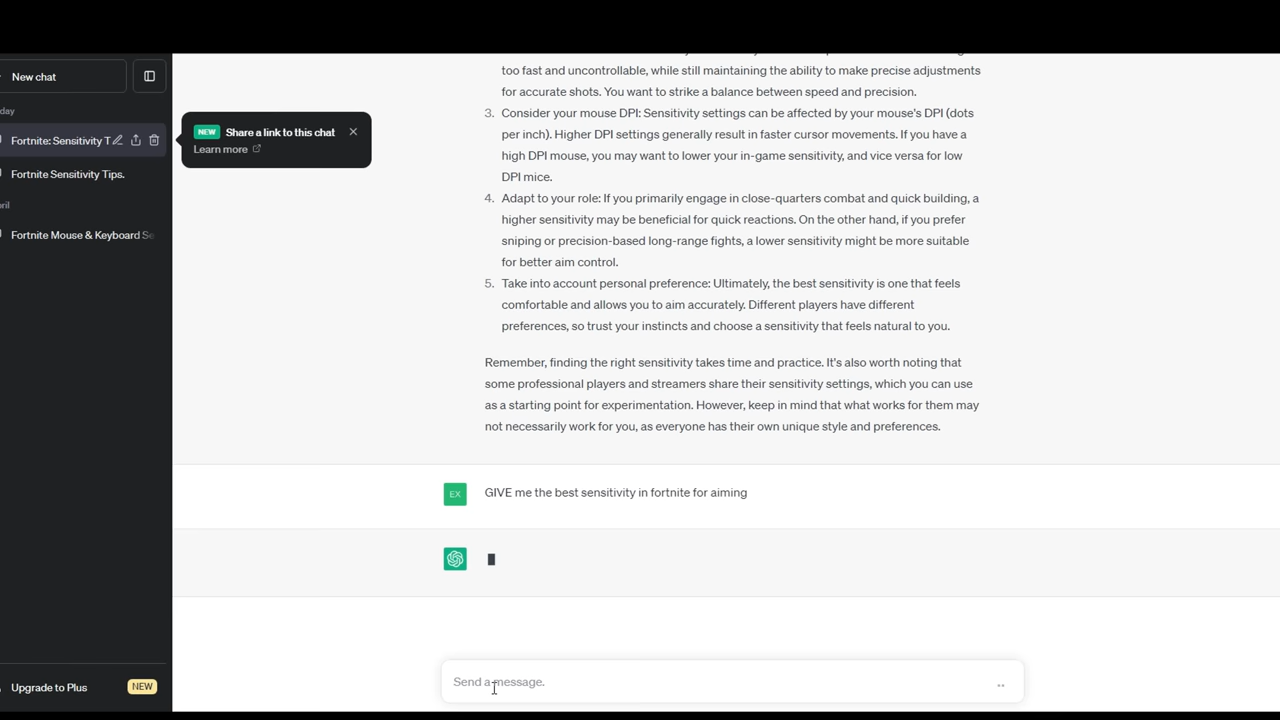 New chat
day
NEW Share a link to this chat
Learn more
Fortnite: Sensitivity T
Fortnite Sensitivity Tips.
ril
Fortnite Mouse & Keyboard Se
too fast and uncontrollable, while still maintaining the ability to make precise adjustments
for accurate shots. You want to strike a balance between speed and precision.
3. Consider your mouse DPI: Sensitivity settings can be affected by your mouse's DPI (dots
per inch). Higher DPI settings generally result in faster cursor movements. If you have a
high DPI mouse, you may want to lower your in-game sensitivity, and vice versa for low
DPI mice.
4. Adapt to your role: If you primarily engage in close-quarters combat and quick building, a
higher sensitivity may be beneficial for quick reactions. On the other hand, if you prefer
sniping or precision-based long-range fights, a lower sensitivity might be more suitable
for better aim control.
5. Take into account personal preference: Ultimately, the best sensitivity is one that feels
comfortable and allows you to aim accurately. Different players have different
preferences, so trust your instincts and choose a sensitivity that feels natural to you.
Remember, finding the right sensitivity takes time and practice. It's also worth noting that
some professional players and streamers share their sensitivity settings, which you can use
as a starting point for experimentation. However, keep in mind that what works for them may
not necessarily work for you, as everyone has their own unique style and preferences.
EX GIVE me the best sensitivity in fortnite for aiming
Send a message.
Upgrade to Plus NEW